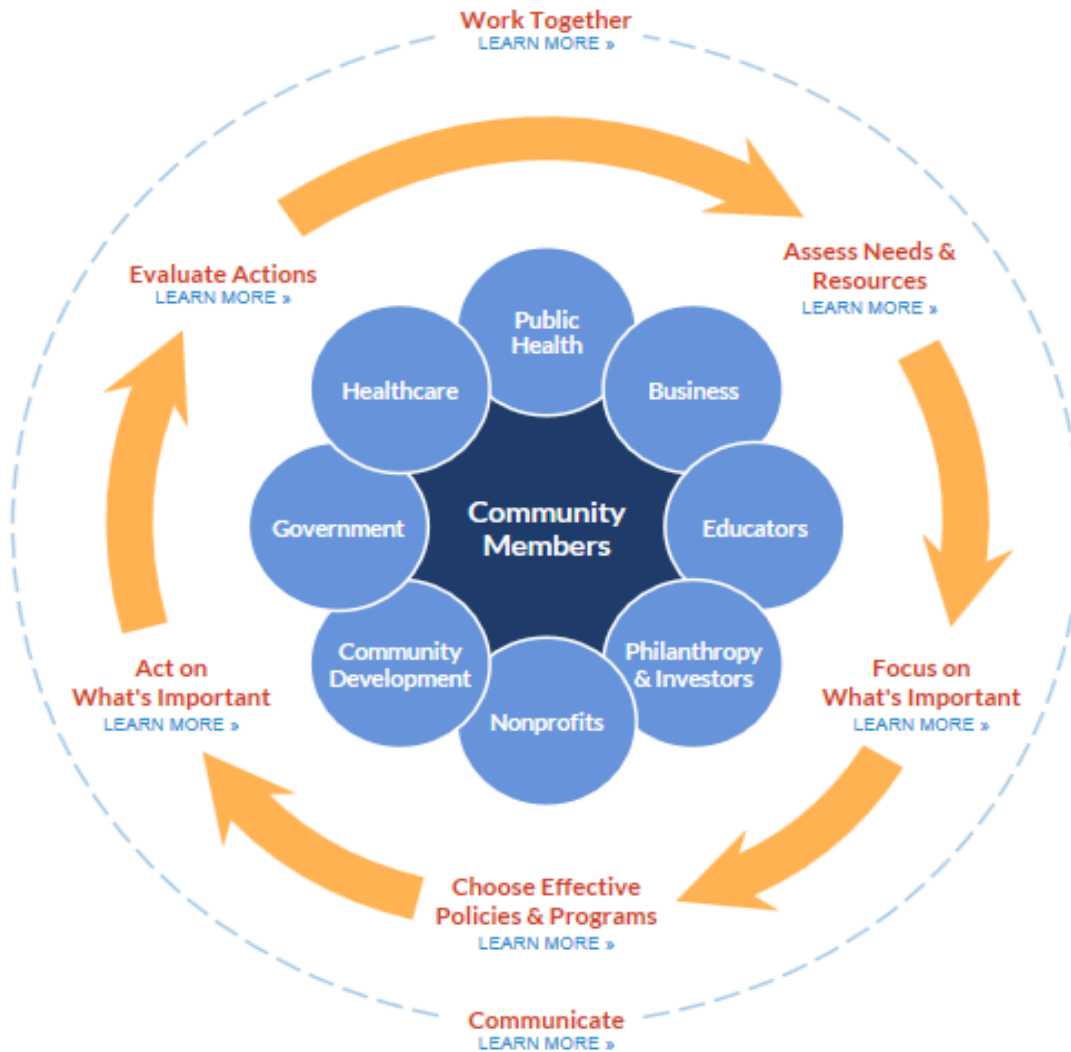 Work Together
LEARN MORE »
Assess Needs &
Resources
LEARN MORE »
Focus on
What's Important
LEARN MORE »
Choose Effective
Policies & Programs
LEARN MORE »
Act on
What's Important
LEARN MORE »
Evaluate Actions
LEARN MORE »
Public
Health
Business
Educators
Philanthropy
& Investors
Nonprofits
Community
Development
Government
Healthcare
Community
Members
Communicate
LEARN MORE »